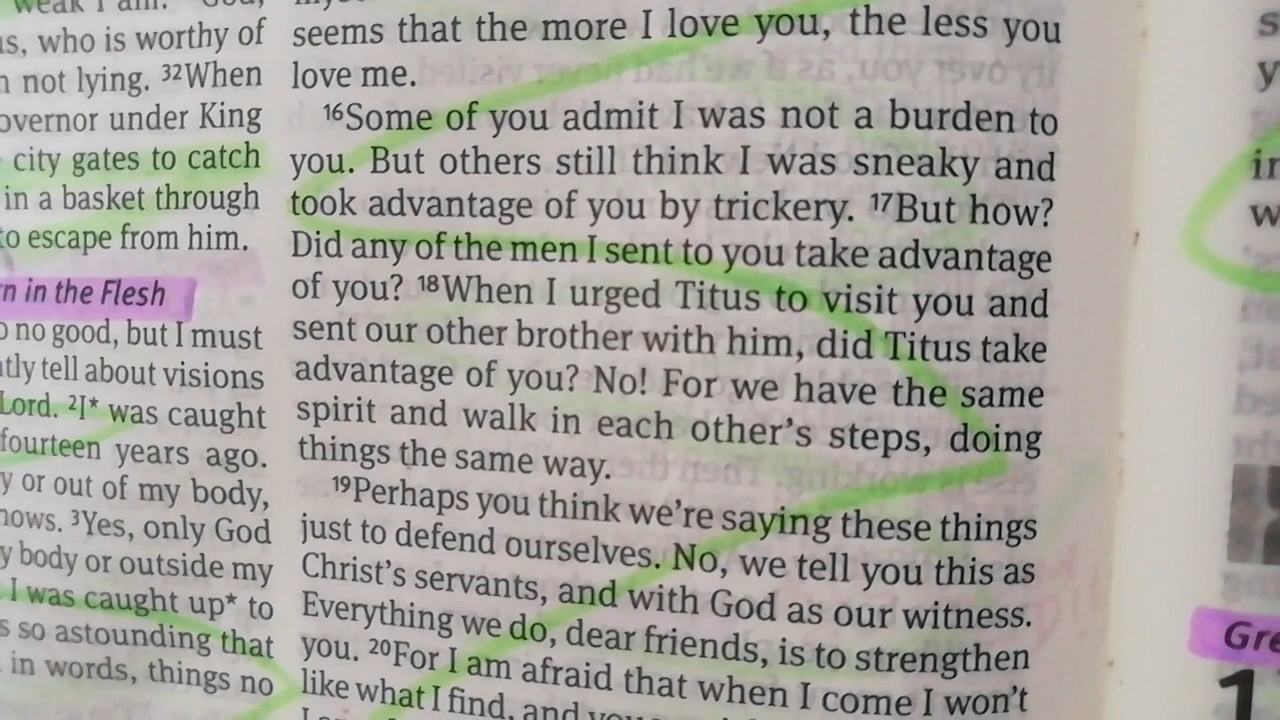 weak I am.
us, who is worthy of
not lying. ³²When
governor under King
city gates to catch
in a basket through
to escape from him.
in the Flesh
no good, but I must
tell about visions
Lord. ²I* was caught
fourteen years ago.
y or out of my body,
³Yes, only God
y body or outside my
I was caught up* to
so astounding that
in words, things no
seems that the more I love you, the less you
love me.
¹⁶Some of you admit I was not a burden to
you. But others still think I was sneaky and
took advantage of you by trickery. ¹⁷But how?
Did any of the men I sent to you take advantage
of you? ¹⁸When I urged Titus to visit you and
sent our other brother with him, did Titus take
advantage of you? No! For we have the same
spirit and walk in each other's steps, doing
things the same way.
¹⁹Perhaps you think we're saying these things
just to defend ourselves. No, we tell you this as
Christ's servants, and with God as our witness.
Everything we do, dear friends, is to strengthen
you. ²⁰For I am afraid that when I come I won't
like what I find, and
Gre
1